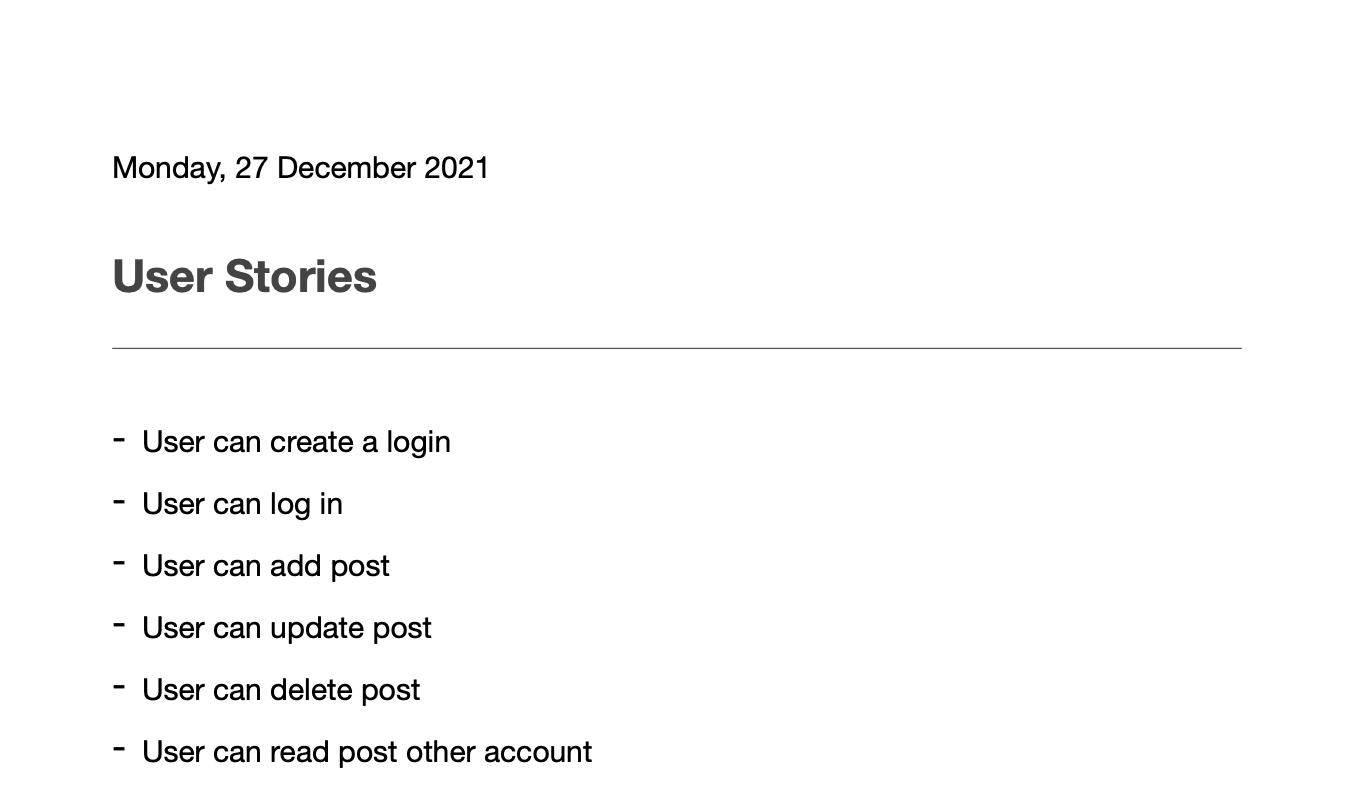 Monday, 27 December 2021
User Stories
- User can create a login
- User can log in
- User can add post
- User can update post
- User can delete post
- User can read post other account